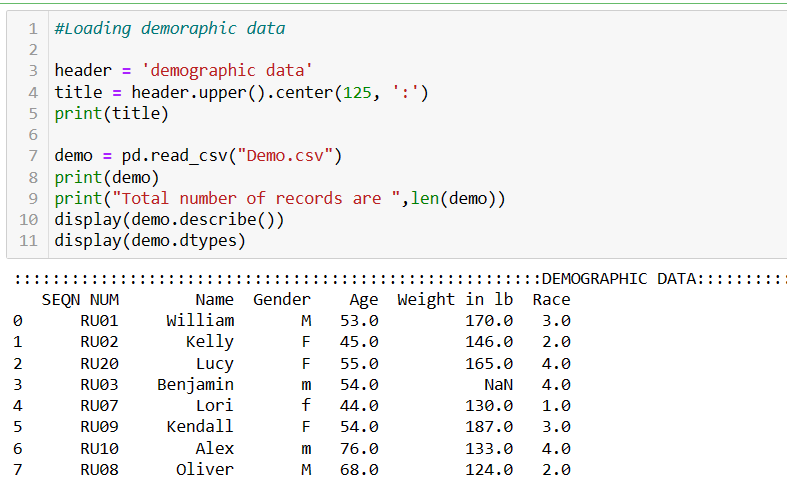 1 #Loading demoraphic data
2
3 header = 'demographic data'
4 title = header.upper().center(125, ':')
5 print(title)
6
7 demo = pd.read_csv("Demo.csv")
8 print(demo)
9 print("Total number of records are ",len(demo))
10 display(demo.describe())
11 display(demo.dtypes)
:::::::::::::::::::::::::::::::::::::::::::::::::::::::DEMOGRAPHIC DATA::::::::::
SEQN NUM Name Gender Age Weight in lb Race
0 RU01 William M 53.0 170.0 3.0
1 RU02 Kelly F 45.0 146.0 2.0
2 RU20 Lucy F 55.0 165.0 4.0
3 RU03 Benjamin m 54.0 NaN 4.0
4 RU07 Lori f 44.0 130.0 1.0
5 RU09 Kendall F 54.0 187.0 3.0
6 RU10 Alex m 76.0 133.0 4.0
7 RU08 Oliver M 68.0 124.0 2.0